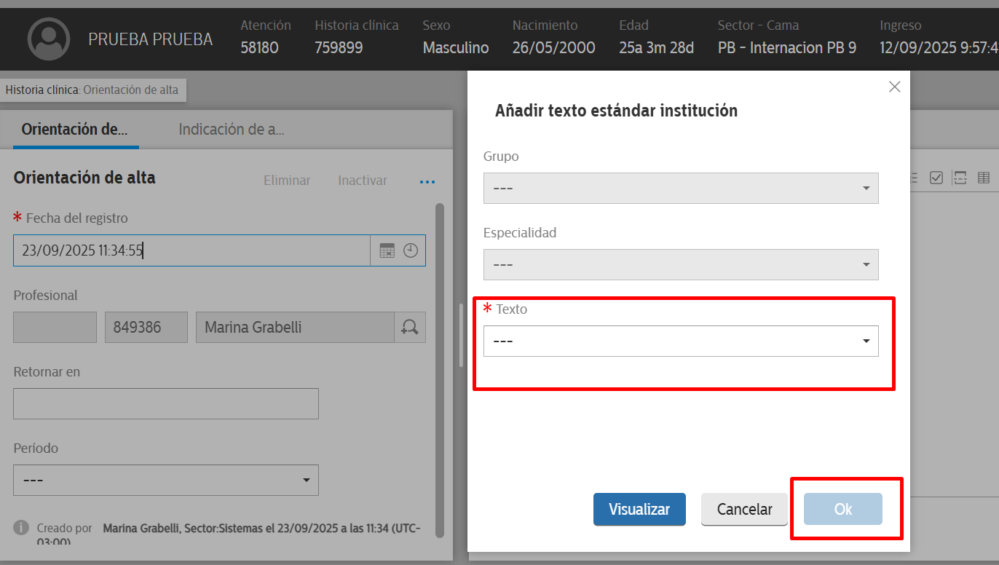 PRUEBA PRUEBA
Atención Historia clínica Sexo Nacimiento Edad Sector - Cama Ingreso
58180 759899 Masculino 26/05/2000 25a 3m 28d PB - Internacion PB 9 12/09/2025 9:57:4
Historia clínica: Orientación de alta
Orientación de... Indicación de a...
Orientación de alta Eliminar Inactivar ...
* Fecha del registro
23/09/2025 11:34:55
Profesional
849386 Marina Grabelli
Retornar en
Período
---
Creado por Marina Grabelli, Sector:Sistemas el 23/09/2025 a las 11:34 (UTC-
03:00)
Añadir texto estándar institución
Grupo
---
Especialidad
---
* Texto
---
Visualizar Cancelar Ok